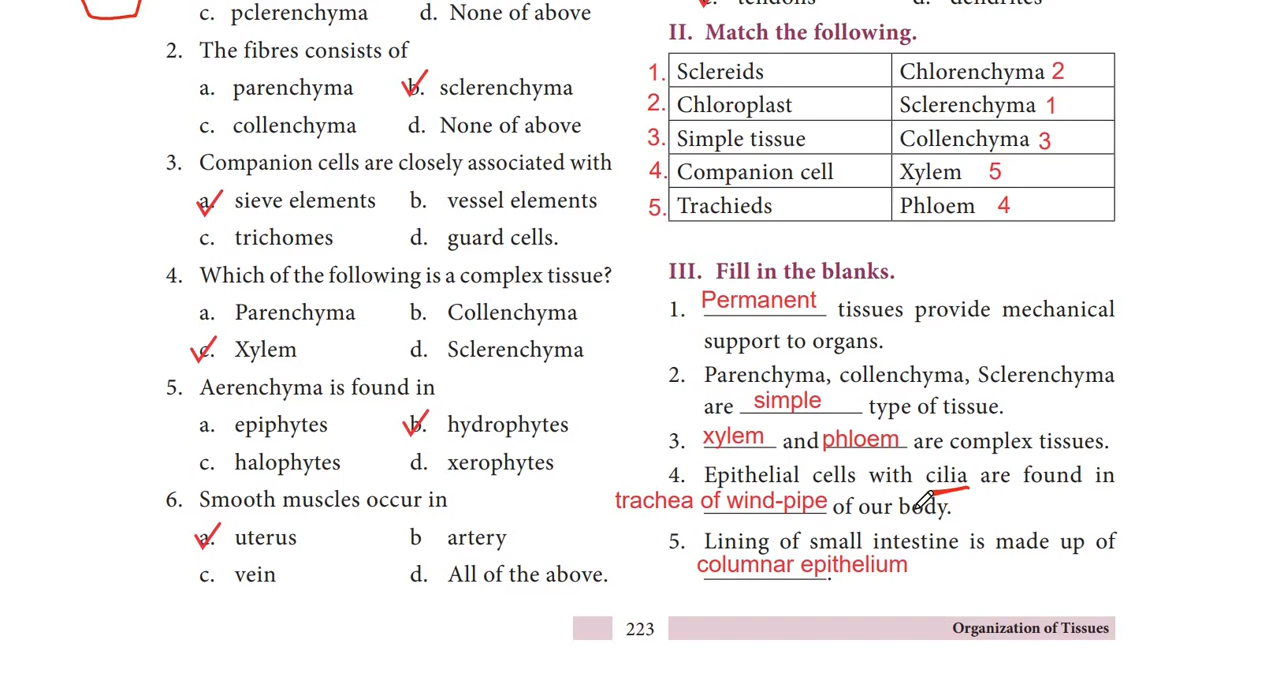 c. pclerenchyma d. None of above
2. The fibres consists of
a. parenchyma b. sclerenchyma
c. collenchyma d. None of above
3. Companion cells are closely associated with
a. sieve elements b. vessel elements
c. trichomes d. guard cells.
4. Which of the following is a complex tissue?
a. Parenchyma b. Collenchyma
c. Xylem d. Sclerenchyma
5. Aerenchyma is found in
a. epiphytes b. hydrophytes
c. halophytes d. xerophytes
6. Smooth muscles occur in
a. uterus b artery
c. vein d. All of the above.
c. tendons d. dendrites
II. Match the following.
1. Sclereids Chlorenchyma 2
2. Chloroplast Sclerenchyma 1
3. Simple tissue Collenchyma 3
4. Companion cell Xylem 5
5. Trachieds Phloem 4
III. Fill in the blanks.
1. Permanent tissues provide mechanical
support to organs.
2. Parenchyma, collenchyma, Sclerenchyma
are simple type of tissue.
3. xylem and phloem are complex tissues.
4. Epithelial cells with cilia are found in
trachea of wind-pipe of our body.
5. Lining of small intestine is made up of
columnar epithelium.
223 Organization of Tissues